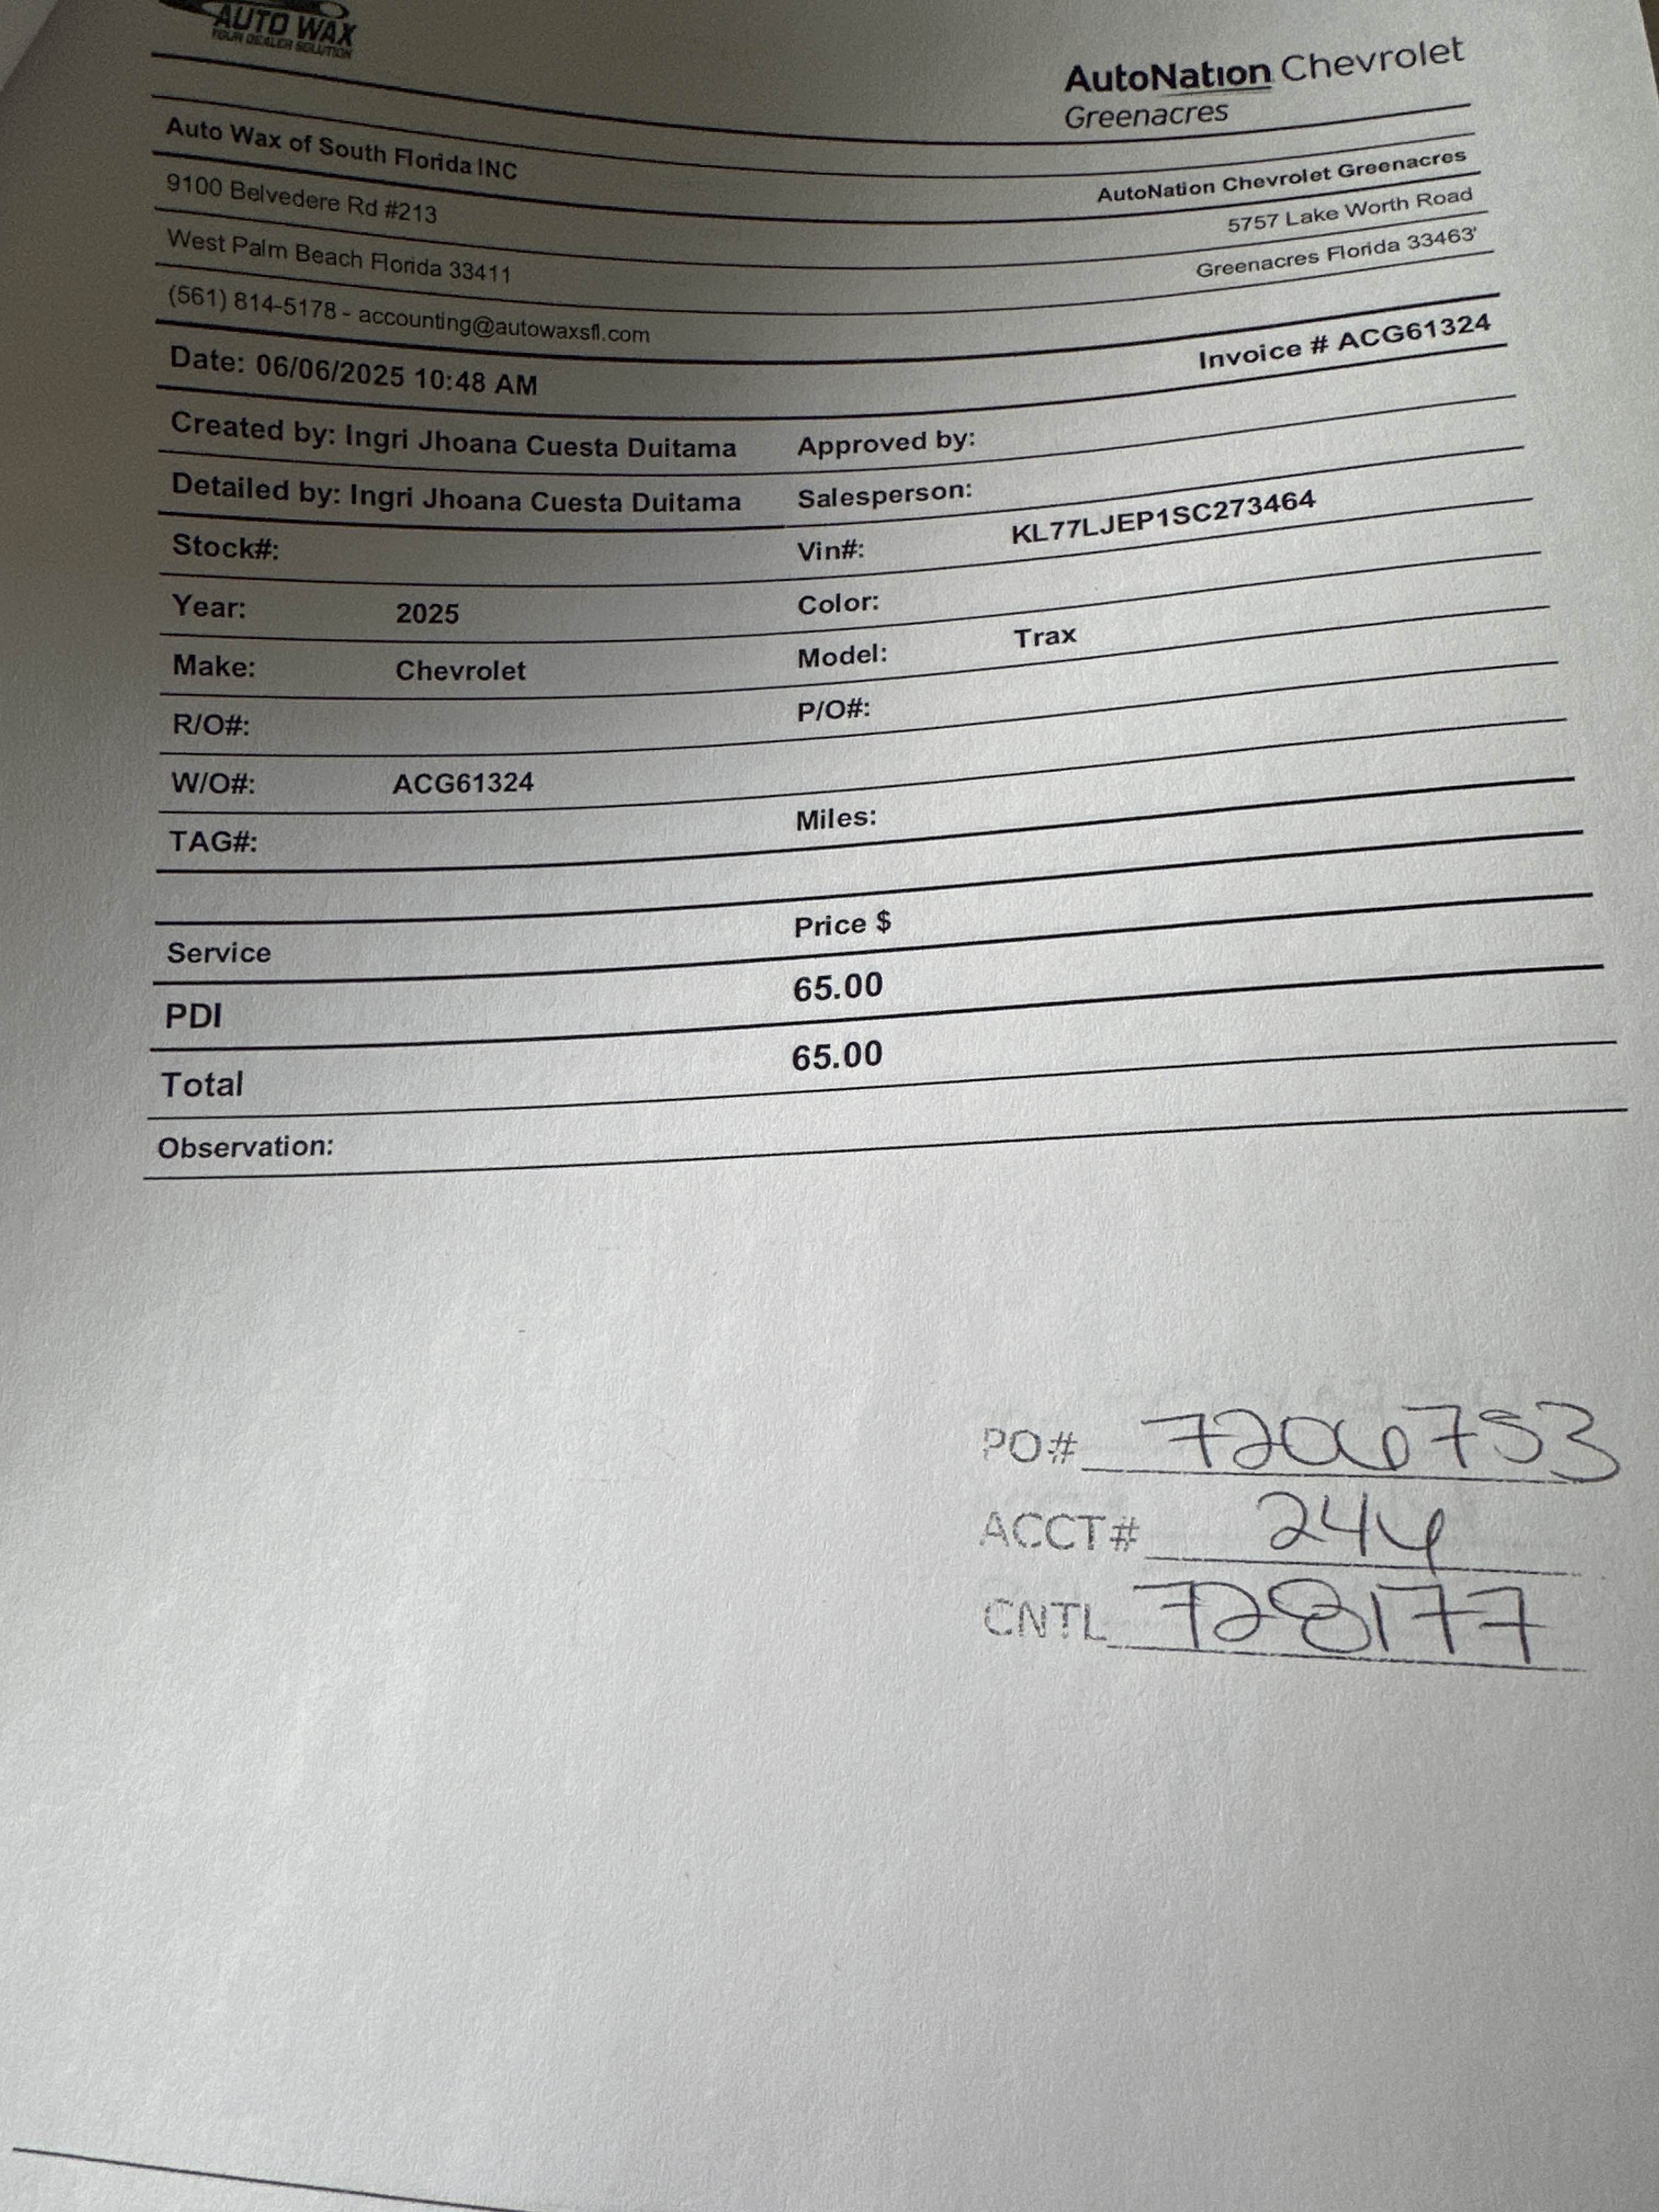 AUTO WAX
YOUR DEALER SOLUTION
AutoNation Chevrolet
Greenacres
Auto Wax of South Florida INC
AutoNation Chevrolet Greenacres
9100 Belvedere Rd #213
5757 Lake Worth Road
West Palm Beach Florida 33411
Greenacres Florida 33463'
(561) 814-5178 - accounting@autowaxsfl.com
Date: 06/06/2025 10:48 AM
Invoice # ACG61324
Created by: Ingri Jhoana Cuesta Duitama Approved by:
Detailed by: Ingri Jhoana Cuesta Duitama Salesperson:
Stock#: Vin#: KL77LJEP1SC273464
Year: 2025 Color:
Make: Chevrolet Model: Trax
R/O#: P/O#:
W/O#: ACG61324
TAG#: Miles:
Service Price $
PDI 65.00
Total 65.00
Observation:
PO# 7206753
ACCT# 244
CNTL 728177